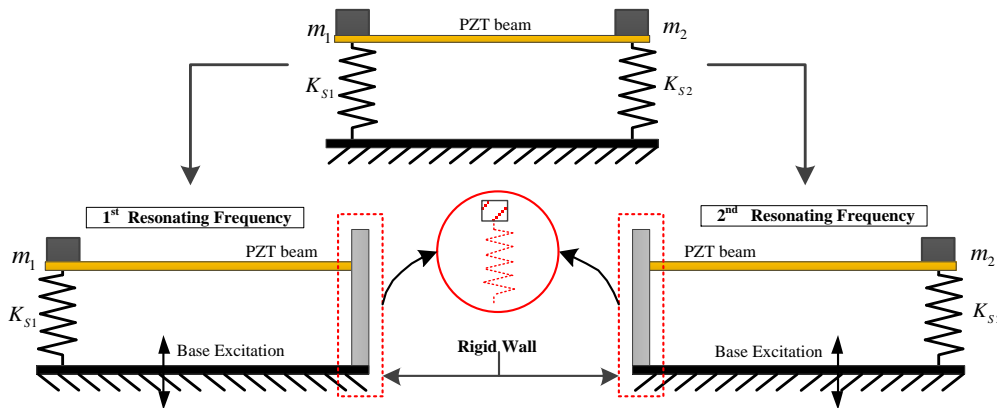 PZT beam
m1
m2
KS1
KS2
1st Resonating Frequency
2nd Resonating Frequency
PZT beam
PZT beam
m1
m2
KS1
KS
Base Excitation
Rigid Wall
Base Excitation